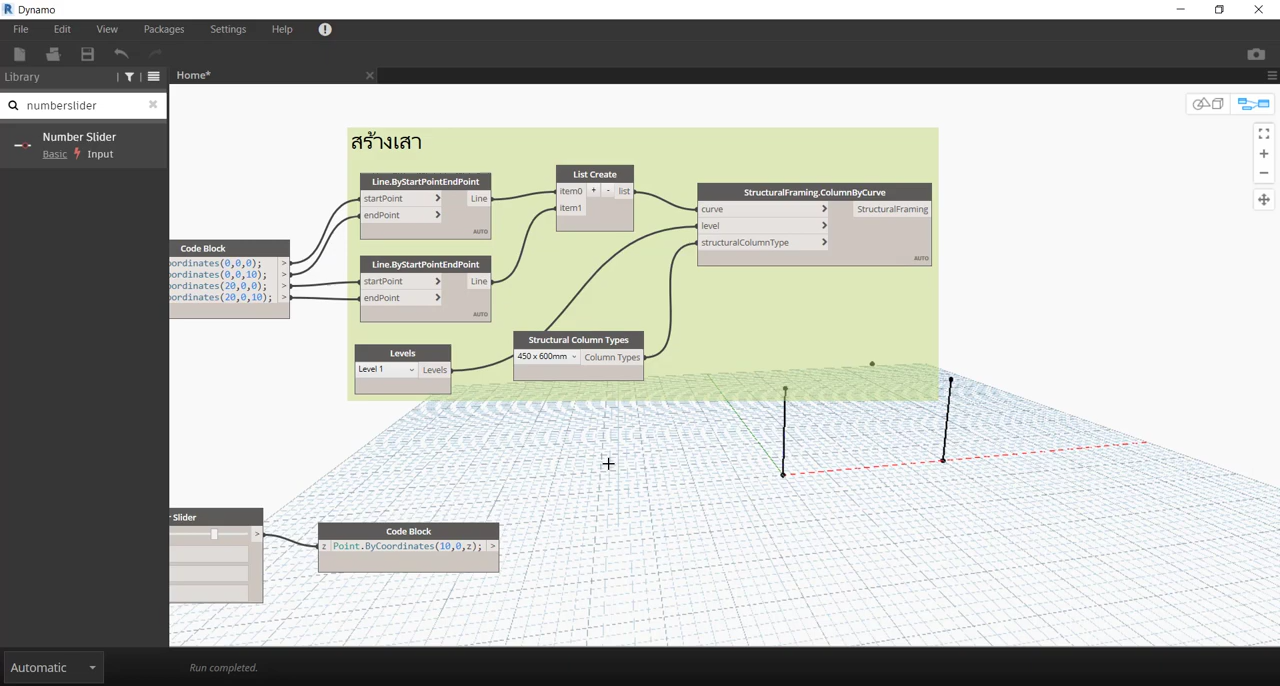 Dynamo
File Edit View Packages Settings Help
Library
Home*
numberslider
Number Slider
Basic Input
สร้างเสา
Line.ByStartPointEndPoint
startPoint > Line
endPoint >
AUTO
List Create
item0 + - list
item1
StructuralFraming.ColumnByCurve
curve > StructuralFraming
level >
structuralColumnType >
AUTO
Code Block
oordinates(0,0,0); >
oordinates(0,0,10); >
oordinates(20,0,0); >
oordinates(20,0,10); >
Line.ByStartPointEndPoint
startPoint > Line
endPoint >
AUTO
Levels
Level 1 Levels
Structural Column Types
450 x 600mm Column Types
r Slider
>
Code Block
z Point.ByCoordinates(10,0,z); >
Automatic
Run completed.